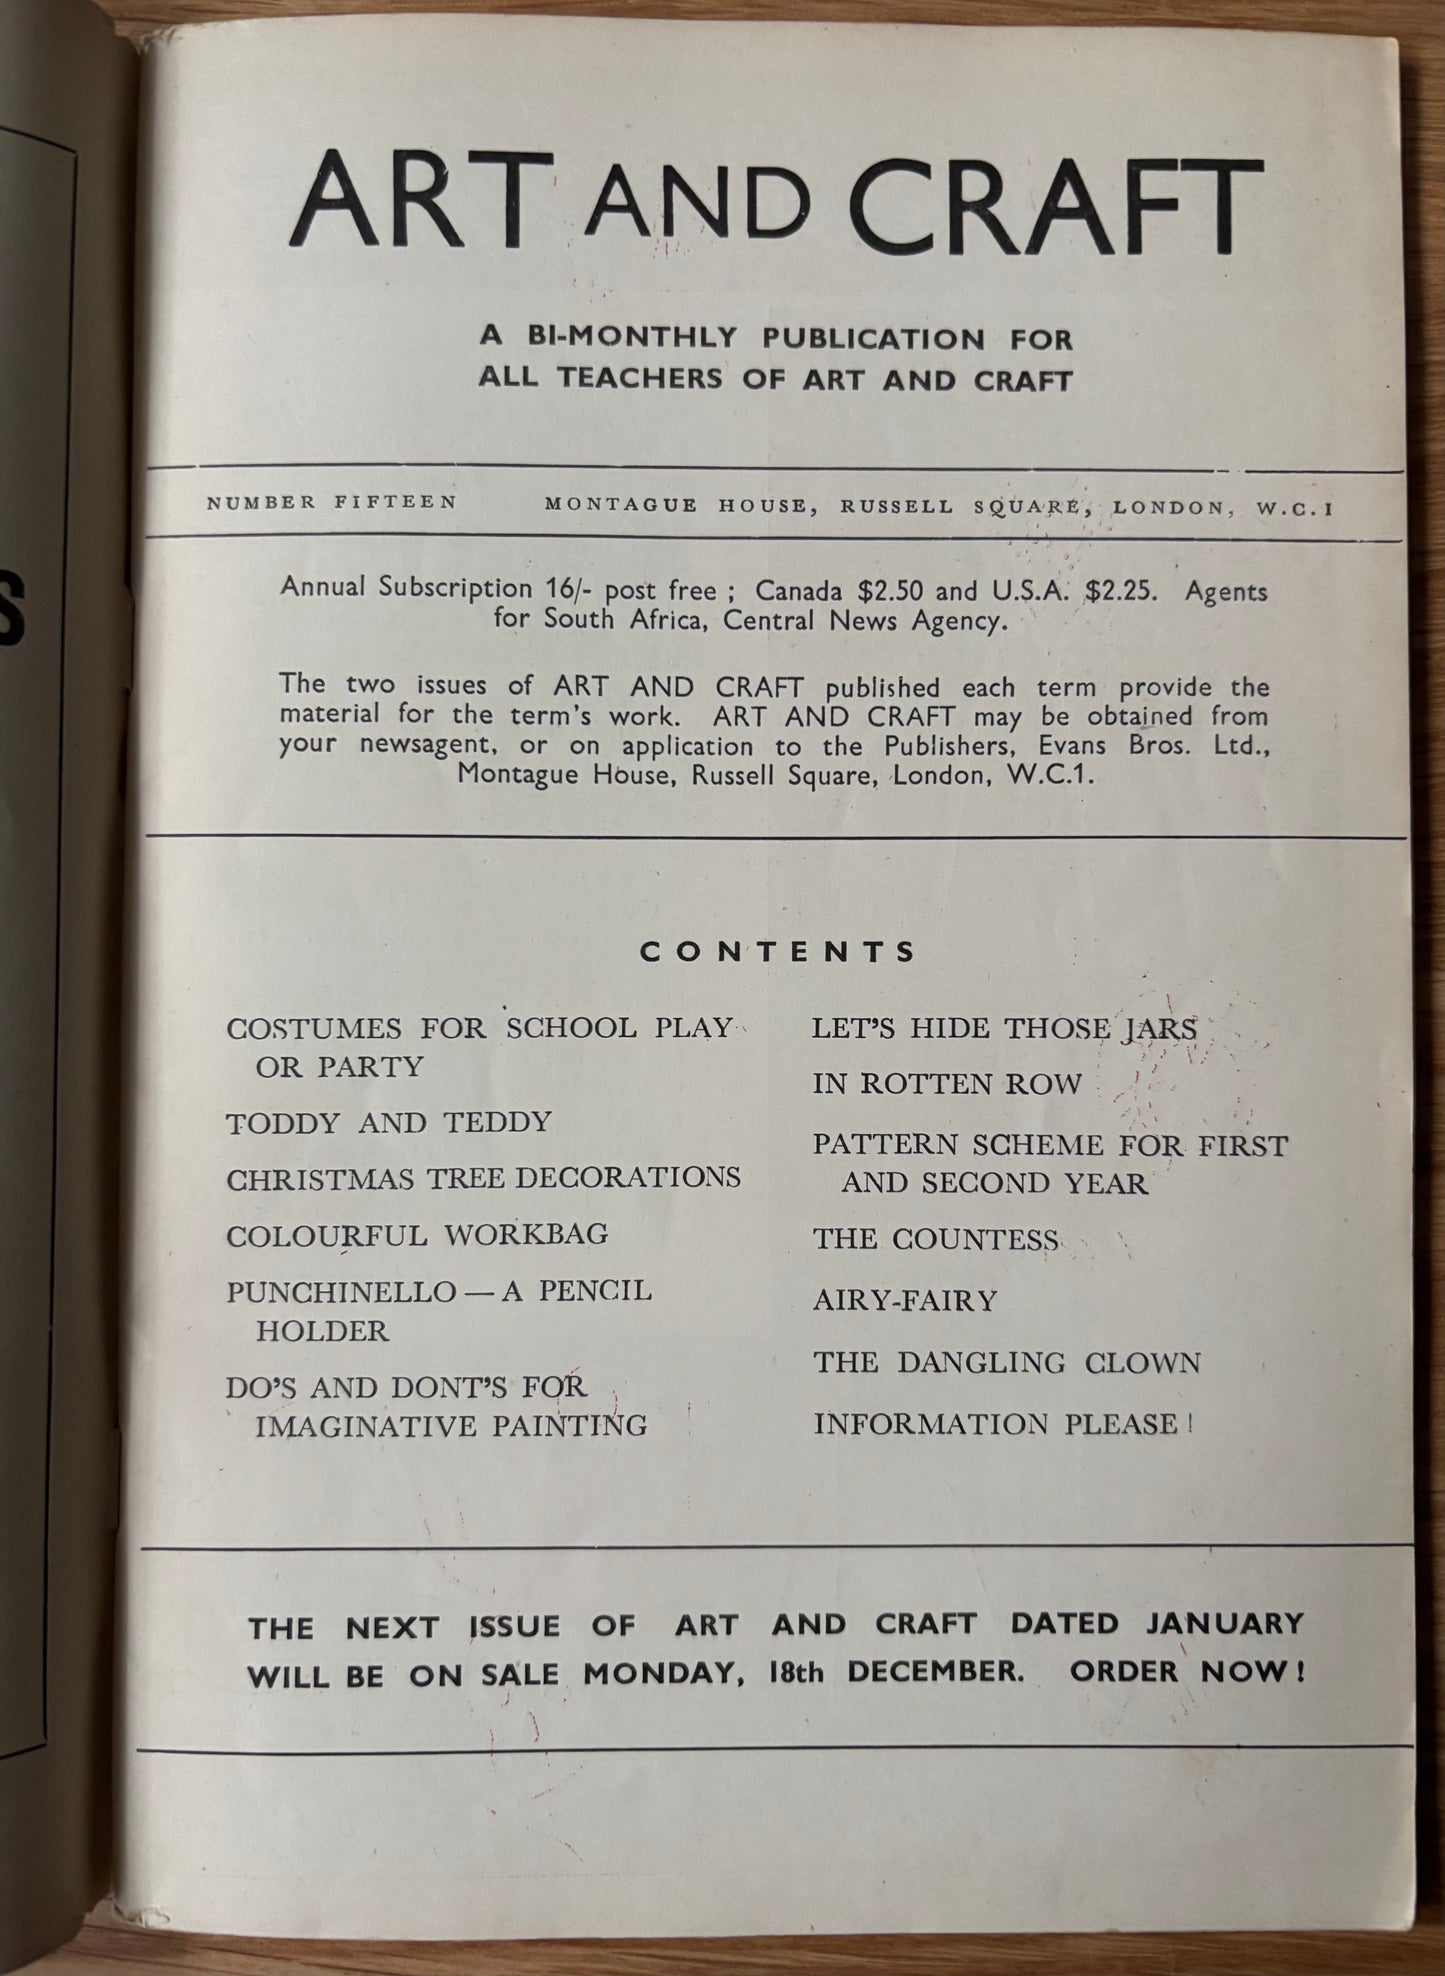 S
ART AND CRAFT
A BI-MONTHLY PUBLICATION FOR
ALL TEACHERS OF ART AND CRAFT
NUMBER FIFTEEN MONTAGUE HOUSE, RUSSELL SQUARE, LONDON, W.C.1
Annual Subscription 16/- post free ; Canada $2.50 and U.S.A. $2.25. Agents
for South Africa, Central News Agency.
The two issues of ART AND CRAFT published each term provide the
material for the term's work. ART AND CRAFT may be obtained from
your newsagent, or on application to the Publishers, Evans Bros. Ltd.,
Montague House, Russell Square, London, W.C.1.
CONTENTS
COSTUMES FOR SCHOOL PLAY
OR PARTY
TODDY AND TEDDY
CHRISTMAS TREE DECORATIONS
COLOURFUL WORKBAG
PUNCHINELLO — A PENCIL
HOLDER
DO'S AND DONT'S FOR
IMAGINATIVE PAINTING
LET'S HIDE THOSE JARS
IN ROTTEN ROW
PATTERN SCHEME FOR FIRST
AND SECOND YEAR
THE COUNTESS
AIRY-FAIRY
THE DANGLING CLOWN
INFORMATION PLEASE !
THE NEXT ISSUE OF ART AND CRAFT DATED JANUARY
WILL BE ON SALE MONDAY, 18th DECEMBER. ORDER NOW !